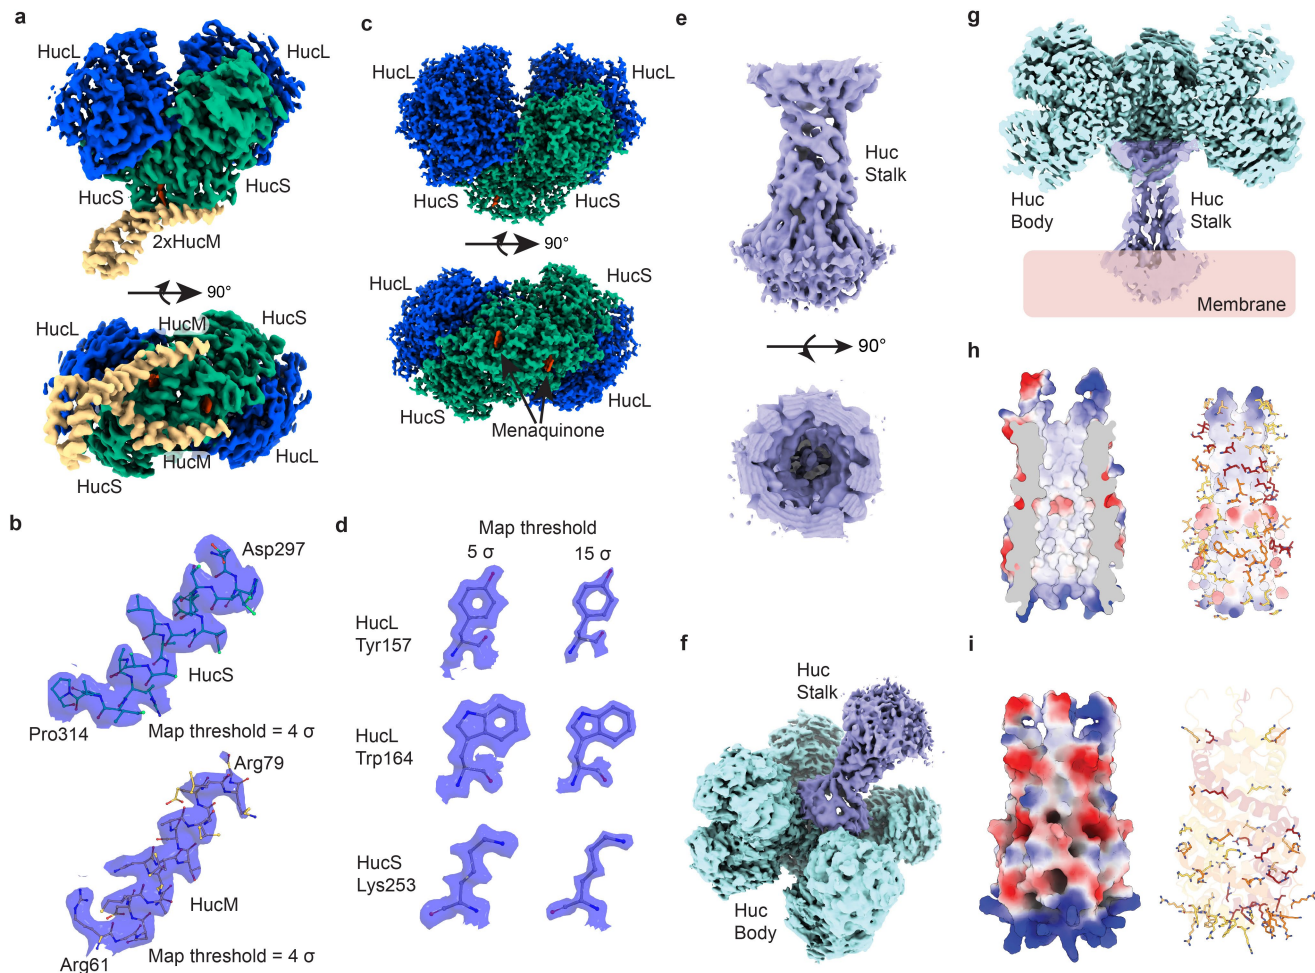 a
HucL
HucL
HucS
HucS
2xHucM
90°
HucL
HucM
HucS
HucM
HucL
HucS
b
Asp297
HucS
Pro314
Map threshold = 4 σ
Arg79
HucM
Arg61
Map threshold = 4 σ
c
HucL
HucL
HucS
HucS
90°
HucL
HucS
HucS
HucL
Menaquinone
d
Map threshold
5 σ
15 σ
HucL
Tyr157
HucL
Trp164
HucS
Lys253
e
Huc
Stalk
90°
f
Huc
Stalk
Huc
Body
g
Huc
Body
Huc
Stalk
Membrane
h
i